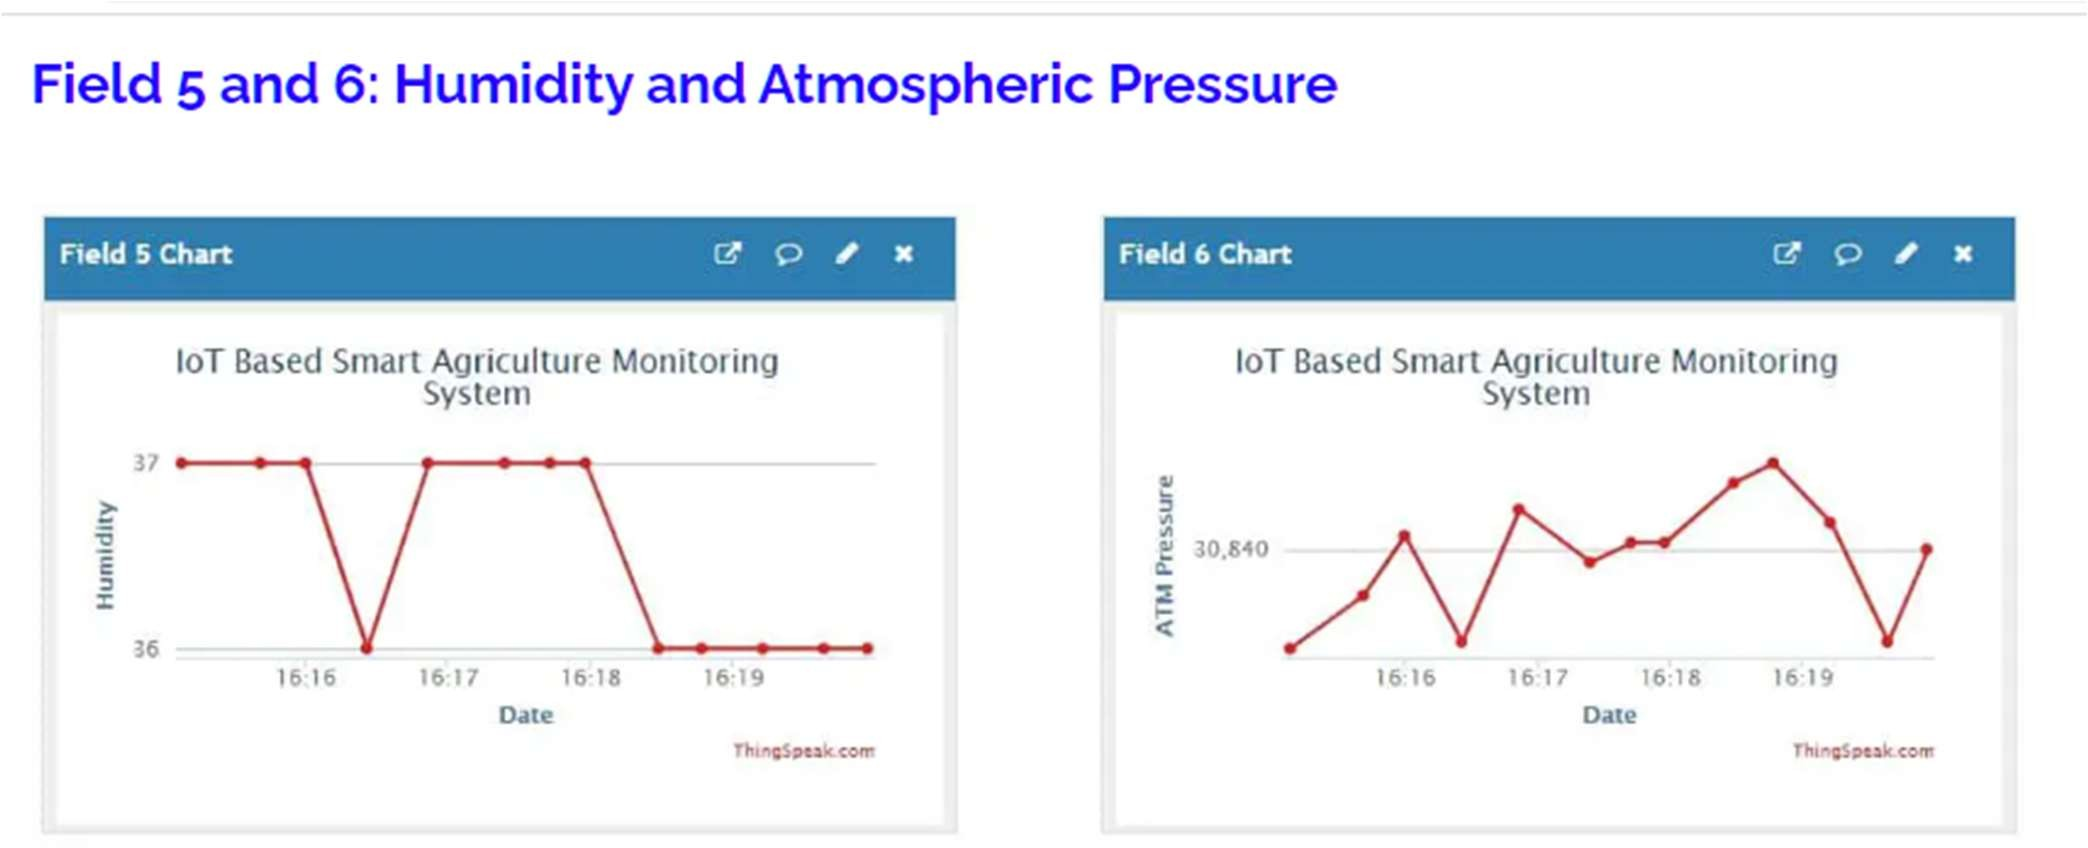 Field 5 and 6: Humidity and Atmospheric Pressure
Field 5 Chart
IoT Based Smart Agriculture Monitoring
System
37
36
Humidity
16:16 16:17 16:18 16:19
Date
ThingSpeak.com
Field 6 Chart
IoT Based Smart Agriculture Monitoring
System
30,840
ATM Pressure
16:16 16:17 16:18 16:19
Date
ThingSpeak.com